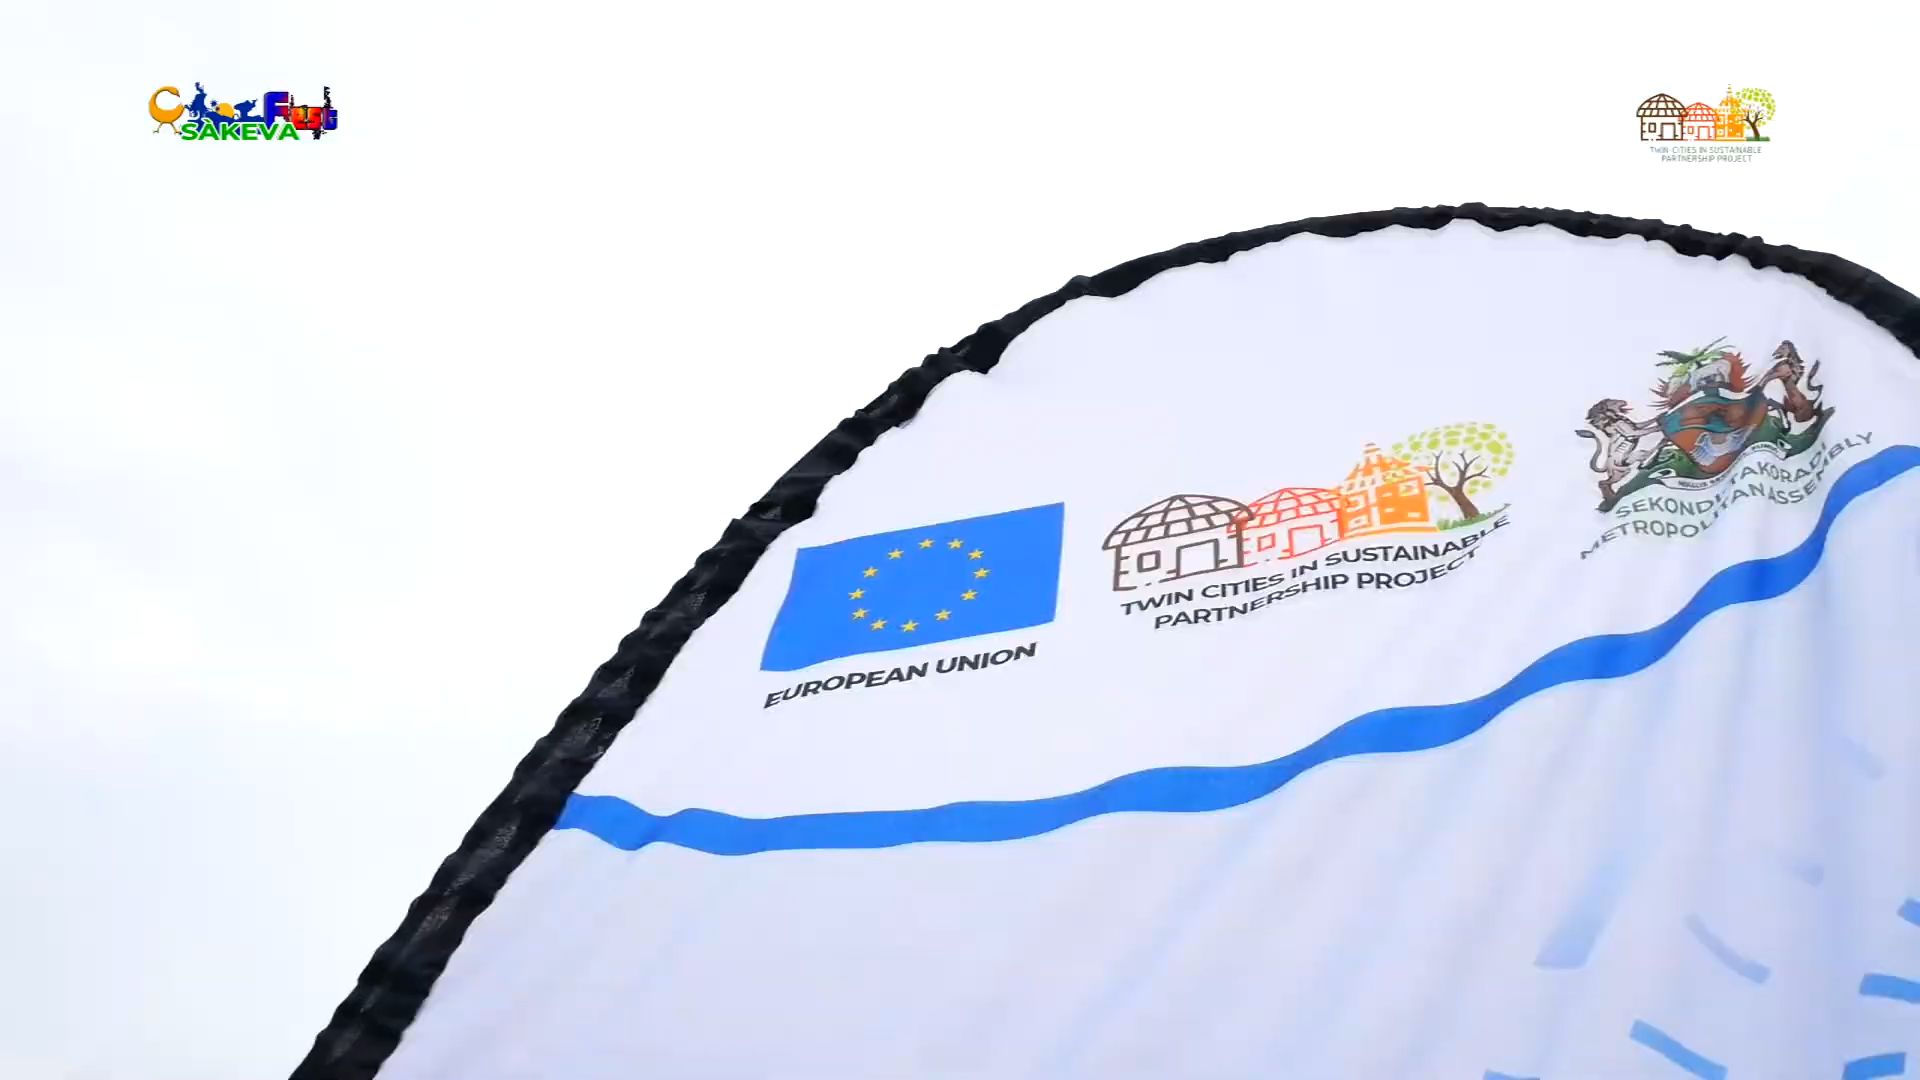 Fest
SAKEVA
TWIN-CITIES IN SUSTAINABLE
PARTNERSHIP PROJECT
EUROPEAN UNION
TWIN CITIES IN SUSTAINABLE
PARTNERSHIP PROJECT
SEKONDI TAKORADI
METROPOLITAN ASSEMBLY